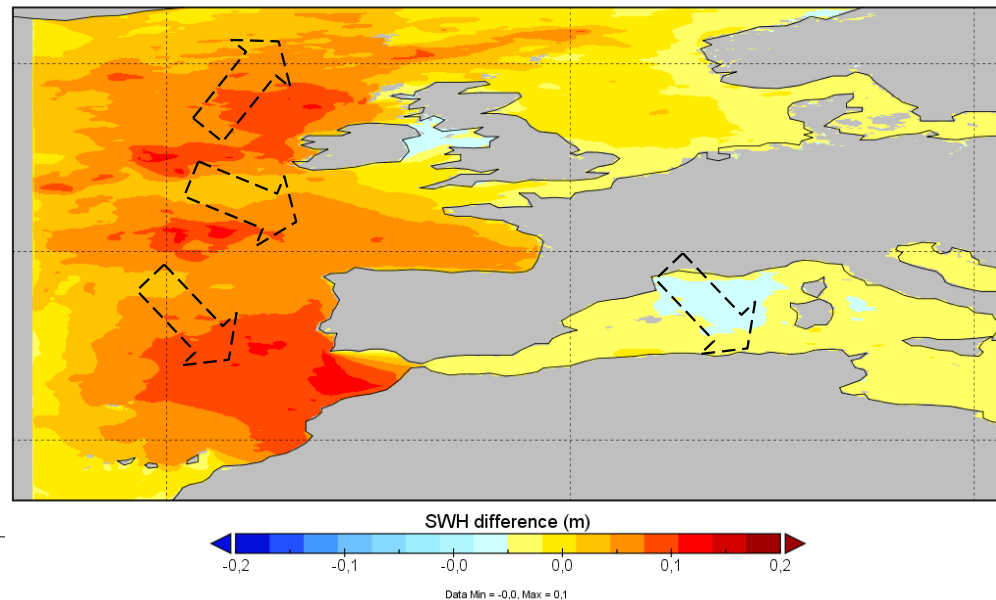 SWH difference (m)
-0,2 -0,1 -0,0 0,0 0,1 0,2
Data Min = -0,0, Max = 0,1